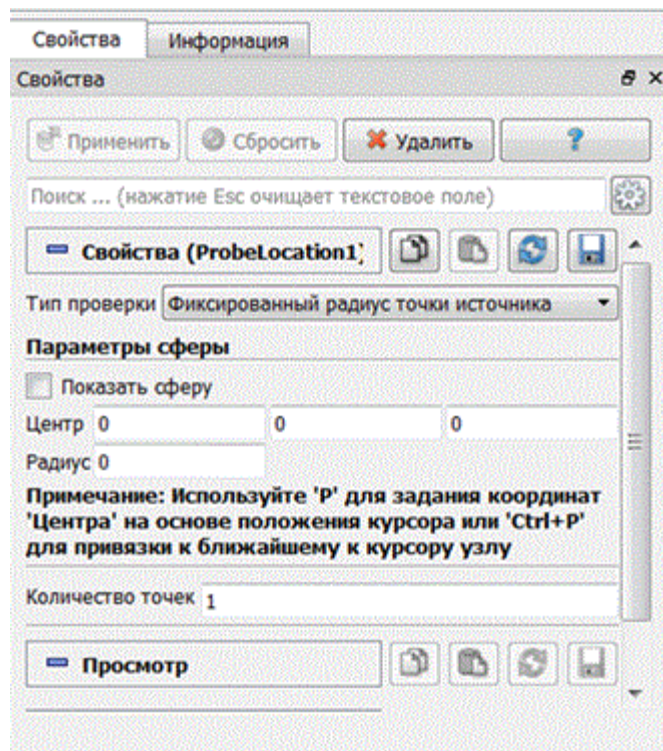 Свойства Информация
Свойства
Применить Сбросить Удалить ?
Поиск ... (нажатие Esc очищает текстовое поле)
Свойства (ProbeLocation1)
Тип проверки Фиксированный радиус точки источника
Параметры сферы
Показать сферу
Центр 0 0 0
Радиус 0
Примечание: Используйте 'P' для задания координат
'Центра' на основе положения курсора или 'Ctrl+P'
для привязки к ближайшему к курсору узлу
Количество точек 1
Просмотр